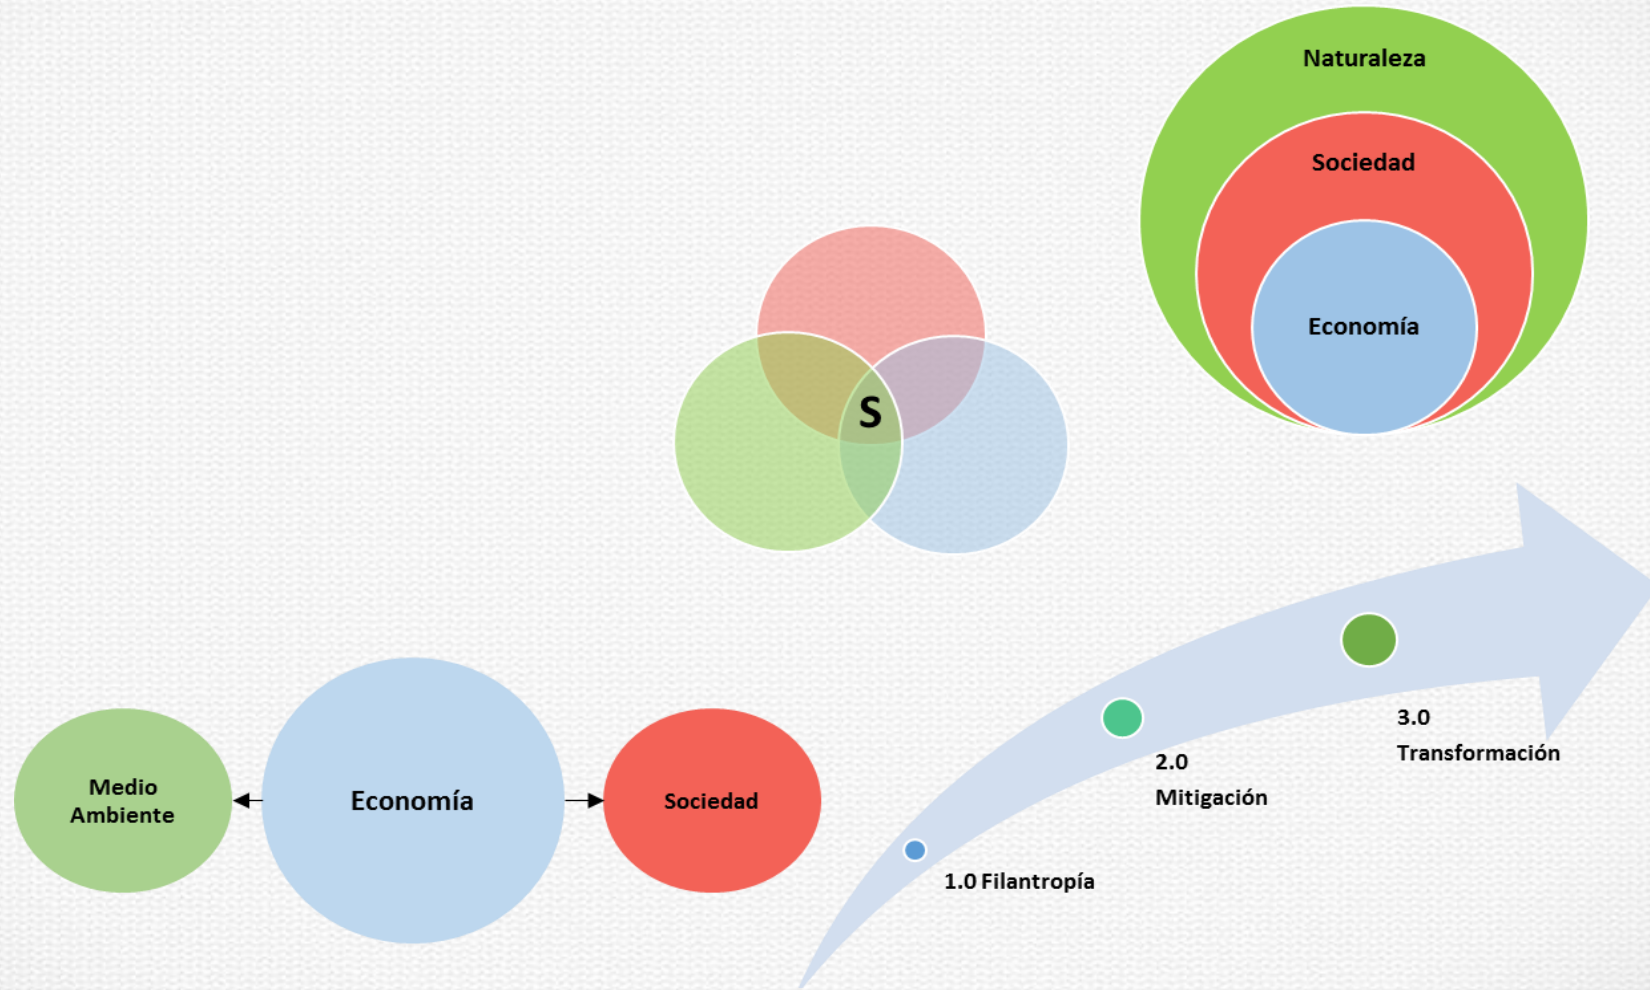 Naturaleza
Sociedad
Economía
S
Medio
Ambiente
Economía
Sociedad
1.0 Filantropía
2.0
Mitigación
3.0
Transformación